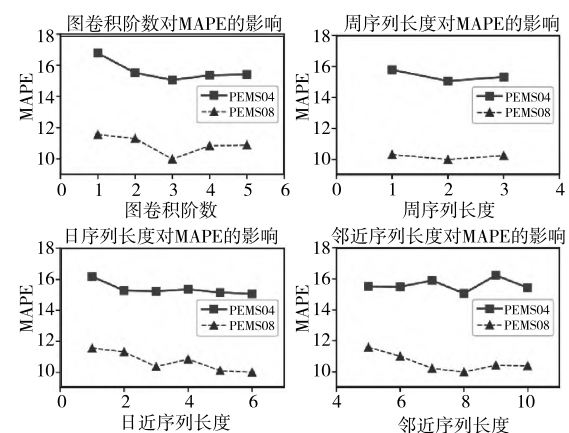 图卷积阶数对MAPE的影响
18
16
14
12
10
MAPE
PEMS04
PEMS08
0 1 2 3 4 5 6
图卷积阶数
周序列长度对MAPE的影响
18
16
14
12
10
MAPE
PEMS04
PEMS08
0 1 2 3 4
周序列长度
日序列长度对MAPE的影响
18
16
14
12
10
MAPE
PEMS04
PEMS08
0 2 4 6
日近序列长度
邻近序列长度对MAPE的影响
18
16
14
12
10
MAPE
PEMS04
PEMS08
4 6 8 10
邻近序列长度